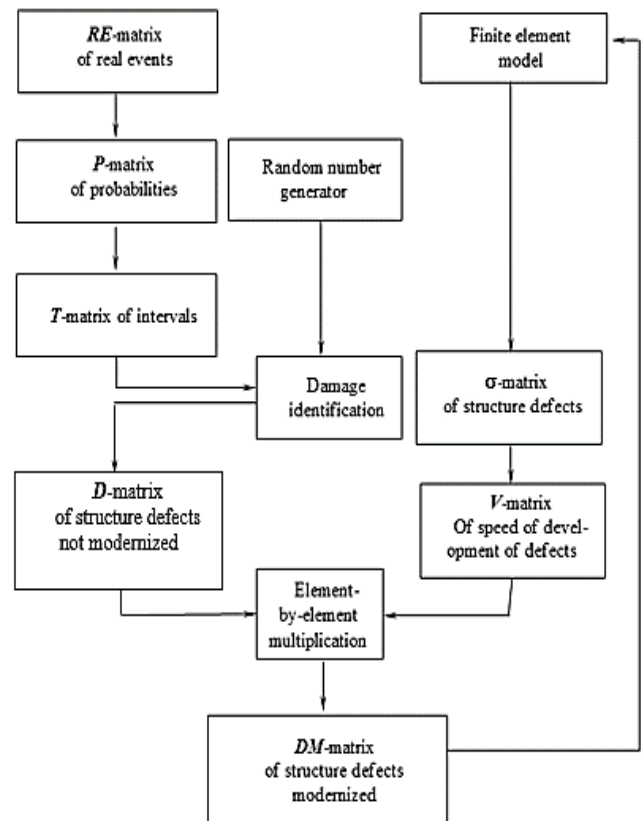 RE-matrix
of real events
Finite element
model
P-matrix
of probabilities
Random number
generator
T-matrix of intervals
Damage
identification
σ-matrix
of structure defects
D-matrix
of structure defects
not modernized
V-matrix
Of speed of devel-
opment of defects
Element-
by-element
multiplication
DM-matrix
of structure defects
modernized